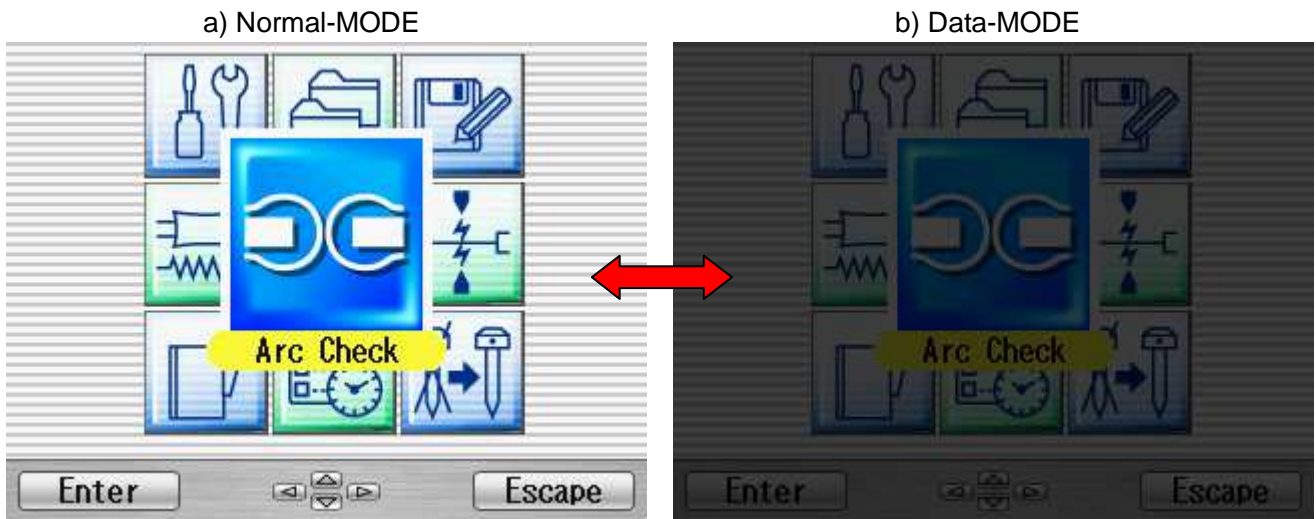 a) Normal-MODE
b) Data-MODE
Arc Check
Enter
Escape
Arc Check
Enter
Escape